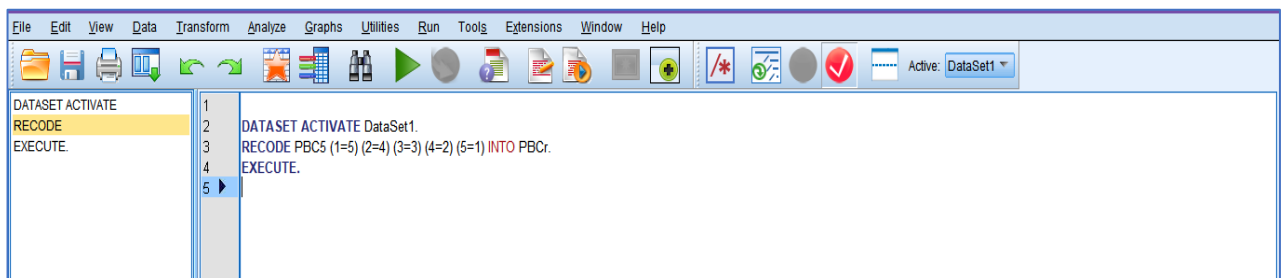 File Edit View Data Transform Analyze Graphs Utilities Run Tools Extensions Window Help
/* Active: DataSet1
DATASET ACTIVATE
RECODE
EXECUTE.
1
2 DATASET ACTIVATE DataSet1.
3 RECODE PBC5 (1=5) (2=4) (3=3) (4=2) (5=1) INTO PBCr.
4 EXECUTE.
5